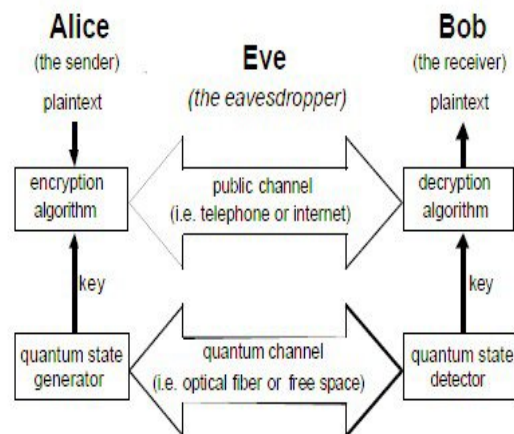 Alice
(the sender)
plaintext
Eve
(the eavesdropper)
Bob
(the receiver)
plaintext
encryption
algorithm
public channel
(i.e. telephone or internet)
decryption
algorithm
key
key
quantum state
generator
quantum channel
(i.e. optical fiber or free space)
quantum state
detector